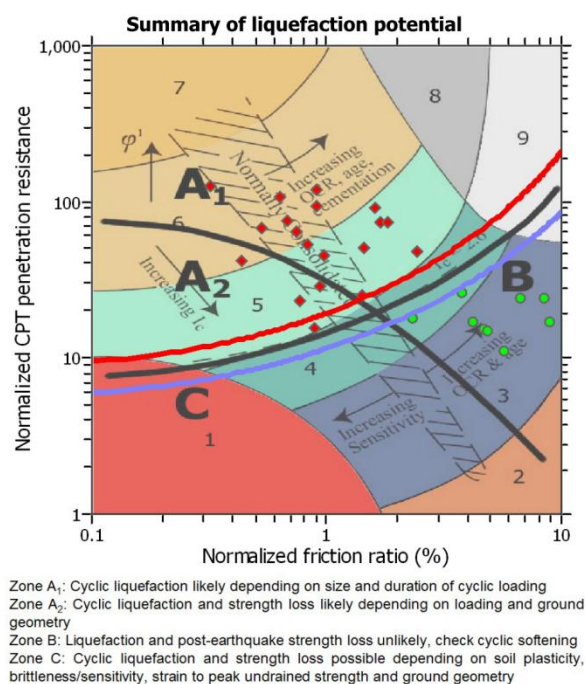 Summary of liquefaction potential
Normalized CPT penetration resistance
1,000
100
10
1
7
8
9
φ'
A1
Normally Consolidated
Increasing
OCR, age,
cementation
6
A2
Increasing Ic
5
B
4
C
Increasing
OCR & age
Increasing
Sensitivity
3
1
2
0.1
1
10
Normalized friction ratio (%)
Zone A1: Cyclic liquefaction likely depending on size and duration of cyclic loading
Zone A2: Cyclic liquefaction and strength loss likely depending on loading and ground
geometry
Zone B: Liquefaction and post-earthquake strength loss unlikely, check cyclic softening
Zone C: Cyclic liquefaction and strength loss possible depending on soil plasticity,
brittleness/sensitivity, strain to peak undrained strength and ground geometry